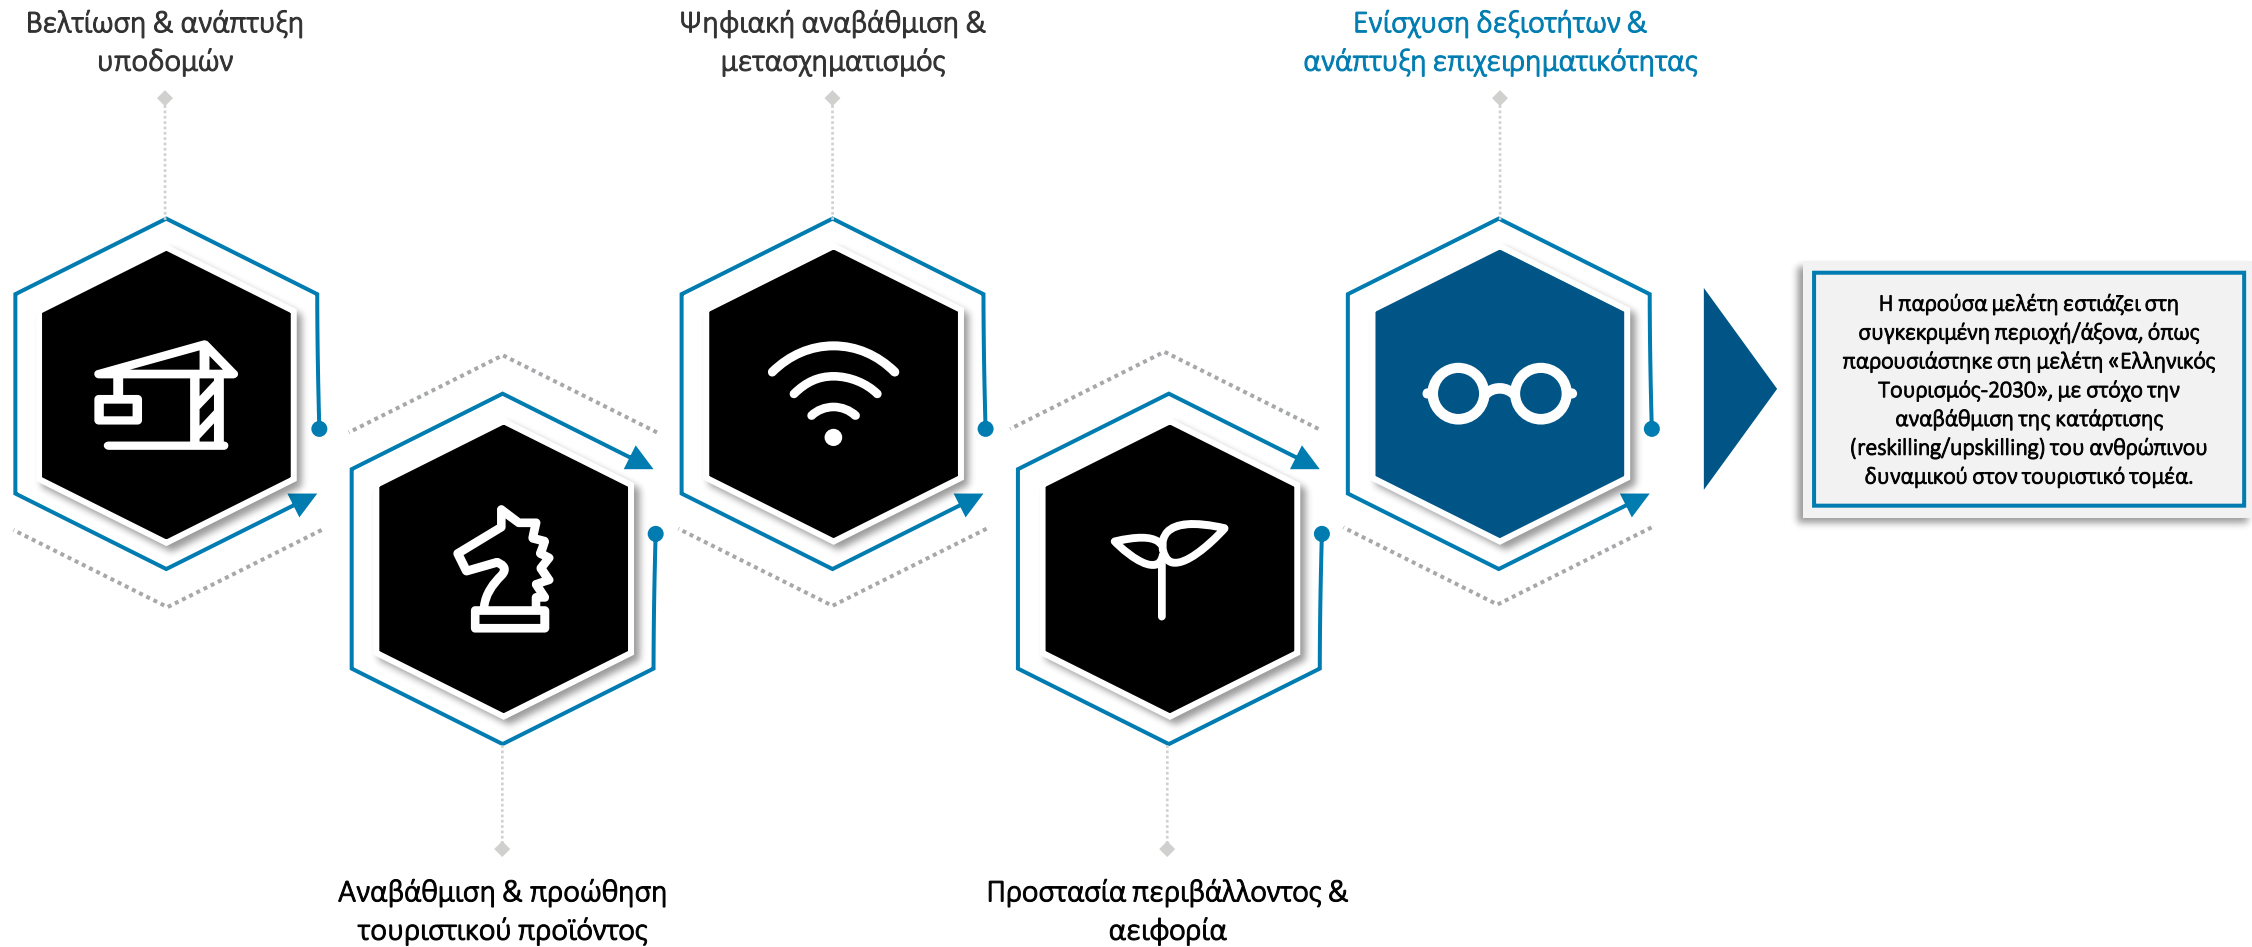 Βελτίωση & ανάπτυξη
υποδομών
Ψηφιακή αναβάθμιση &
μετασχηματισμός
Ενίσχυση δεξιοτήτων &
ανάπτυξη επιχειρηματικότητας
Η παρούσα μελέτη εστιάζει στη
συγκεκριμένη περιοχή/άξονα, όπως
παρουσιάστηκε στη μελέτη «Ελληνικός
Τουρισμός-2030», με στόχο την
αναβάθμιση της κατάρτισης
(reskilling/upskilling) του ανθρώπινου
δυναμικού στον τουριστικό τομέα.
Αναβάθμιση & προώθηση
τουριστικού προϊόντος
Προστασία περιβάλλοντος &
αειφορία